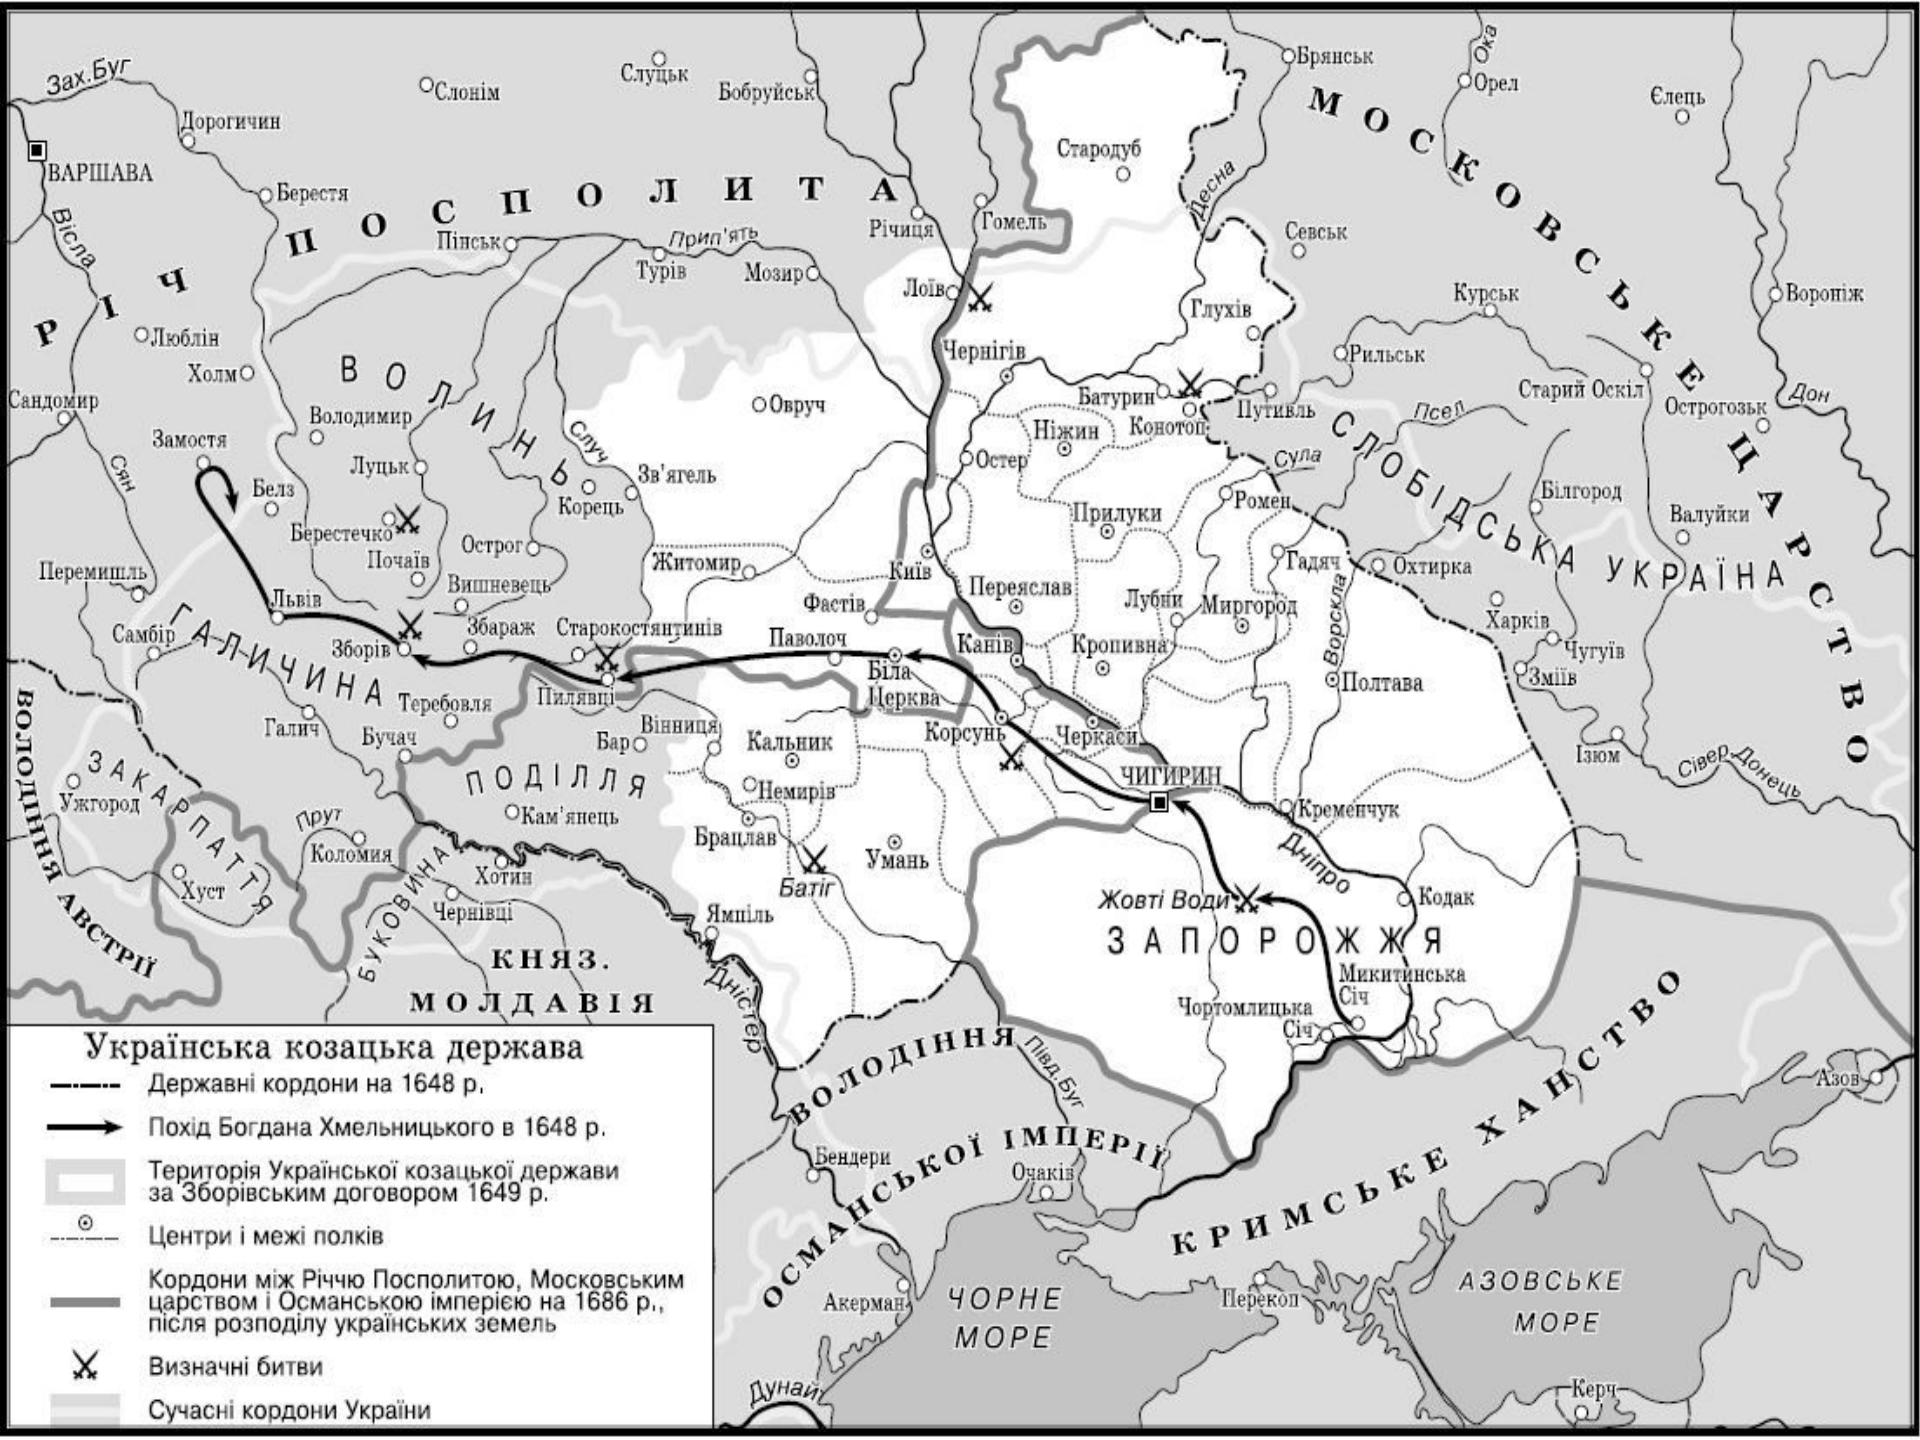 Зах.Буг
Слонім
Слуцьк
Бобруйськ
Брянськ
Ока
Орел
Єлець
Дорогичин
ВАРШАВА
Вісла
Берестя
РІЧ ПОСПОЛИТА
МОСКОВСЬКЕ ЦАРСТВО
Стародуб
Десна
Пінськ
Прип'ять
Турів
Мозир
Річиця
Гомель
Севськ
Лоїв
Глухів
Курськ
Вороніж
Люблін
Холм
ВОЛИНЬ
Чернігів
Рильськ
Старий Оскіл
Острогозьк
Дон
Сандомир
Володимир
Овруч
Батурин
Путивль
Псел
Замостя
Случ
Ніжин
Конотоп
СЛОБІДСЬКА УКРАЇНА
Сян
Луцьк
Зв'ягель
Остер
Сула
Белз
Корець
Ромен
Білгород
Берестечко
Прилуки
Валуйки
Острог
Почаїв
Житомир
Київ
Гадяч
Охтирка
Перемишль
Вишневець
Переяслав
Львів
Фастів
Лубни
Миргород
Ворскла
Харків
ГАЛИЧИНА
Самбір
Зборів
Збараж
Старокостянтинів
Паволоч
Канів
Кропивна
Чугуїв
Зміїв
Пилявці
Біла
Церква
Полтава
ВОЛОДІННЯ АВСТРІЇ
Теребовля
Галич
Бучач
Бар
Вінниця
Кальник
Корсунь
Черкаси
Ізюм
Сівер.Донець
ЗАКАРПАТТЯ
Ужгород
ПОДІЛЛЯ
Немирів
ЧИГИРИН
Кременчук
Прут
Кам'янець
Коломия
Брацлав
Умань
Дніпро
Хуст
БУКОВИНА
Хотин
Батіг
Жовті Води
Кодак
Чернівці
Ямпіль
ЗАПОРОЖЖЯ
КНЯЗ.
МОЛДАВІЯ
Дністер
Микитинська
Січ
Чортомлицька
Січ
ВОЛОДІННЯ
ОСМАНСЬКОЇ ІМПЕРІЇ
Півд.Буг
КРИМСЬКЕ ХАНСТВО
Азов
Бендери
Очаків
Акерман
ЧОРНЕ
МОРЕ
Перекоп
АЗОВСЬКЕ
МОРЕ
Дунай
Керч
Українська козацька держава
Державні кордони на 1648 р.
Похід Богдана Хмельницького в 1648 р.
Територія Української козацької держави
за Зборівським договором 1649 р.
Центри і межі полків
Кордони між Річчю Посполитою, Московським
царством і Османською імперією на 1686 р.,
після розподілу українських земель
Визначні битви
Сучасні кордони України